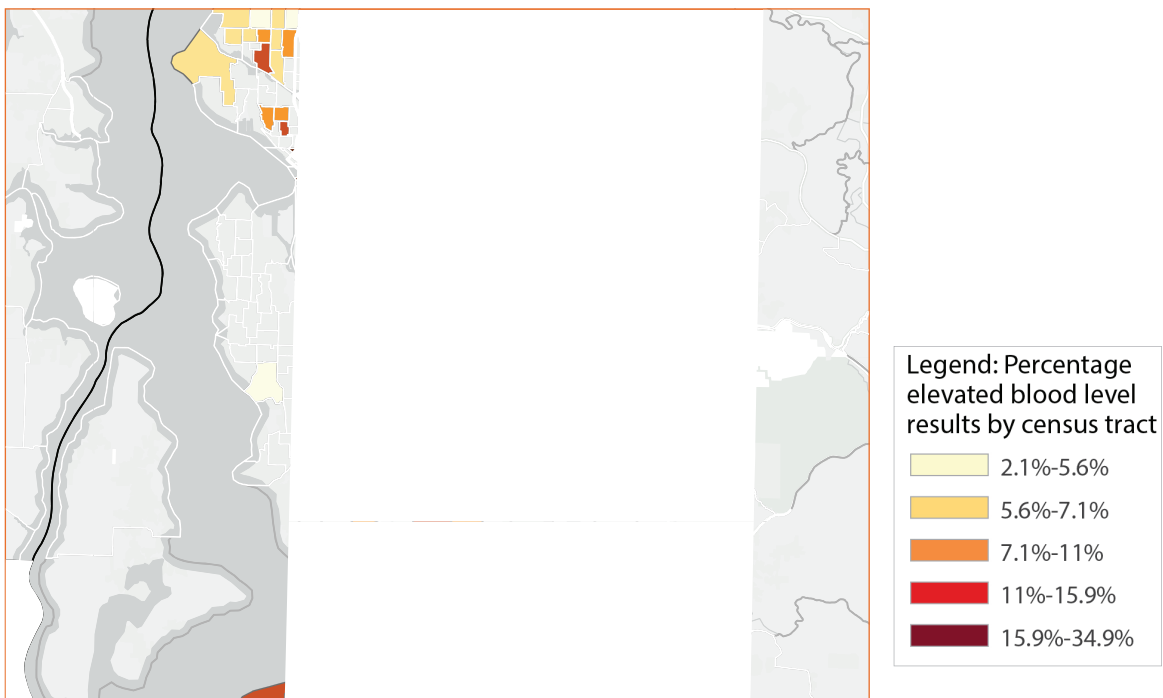 Legend: Percentage
elevated blood level
results by census tract
2.1%-5.6%
5.6%-7.1%
7.1%-11%
11%-15.9%
15.9%-34.9%